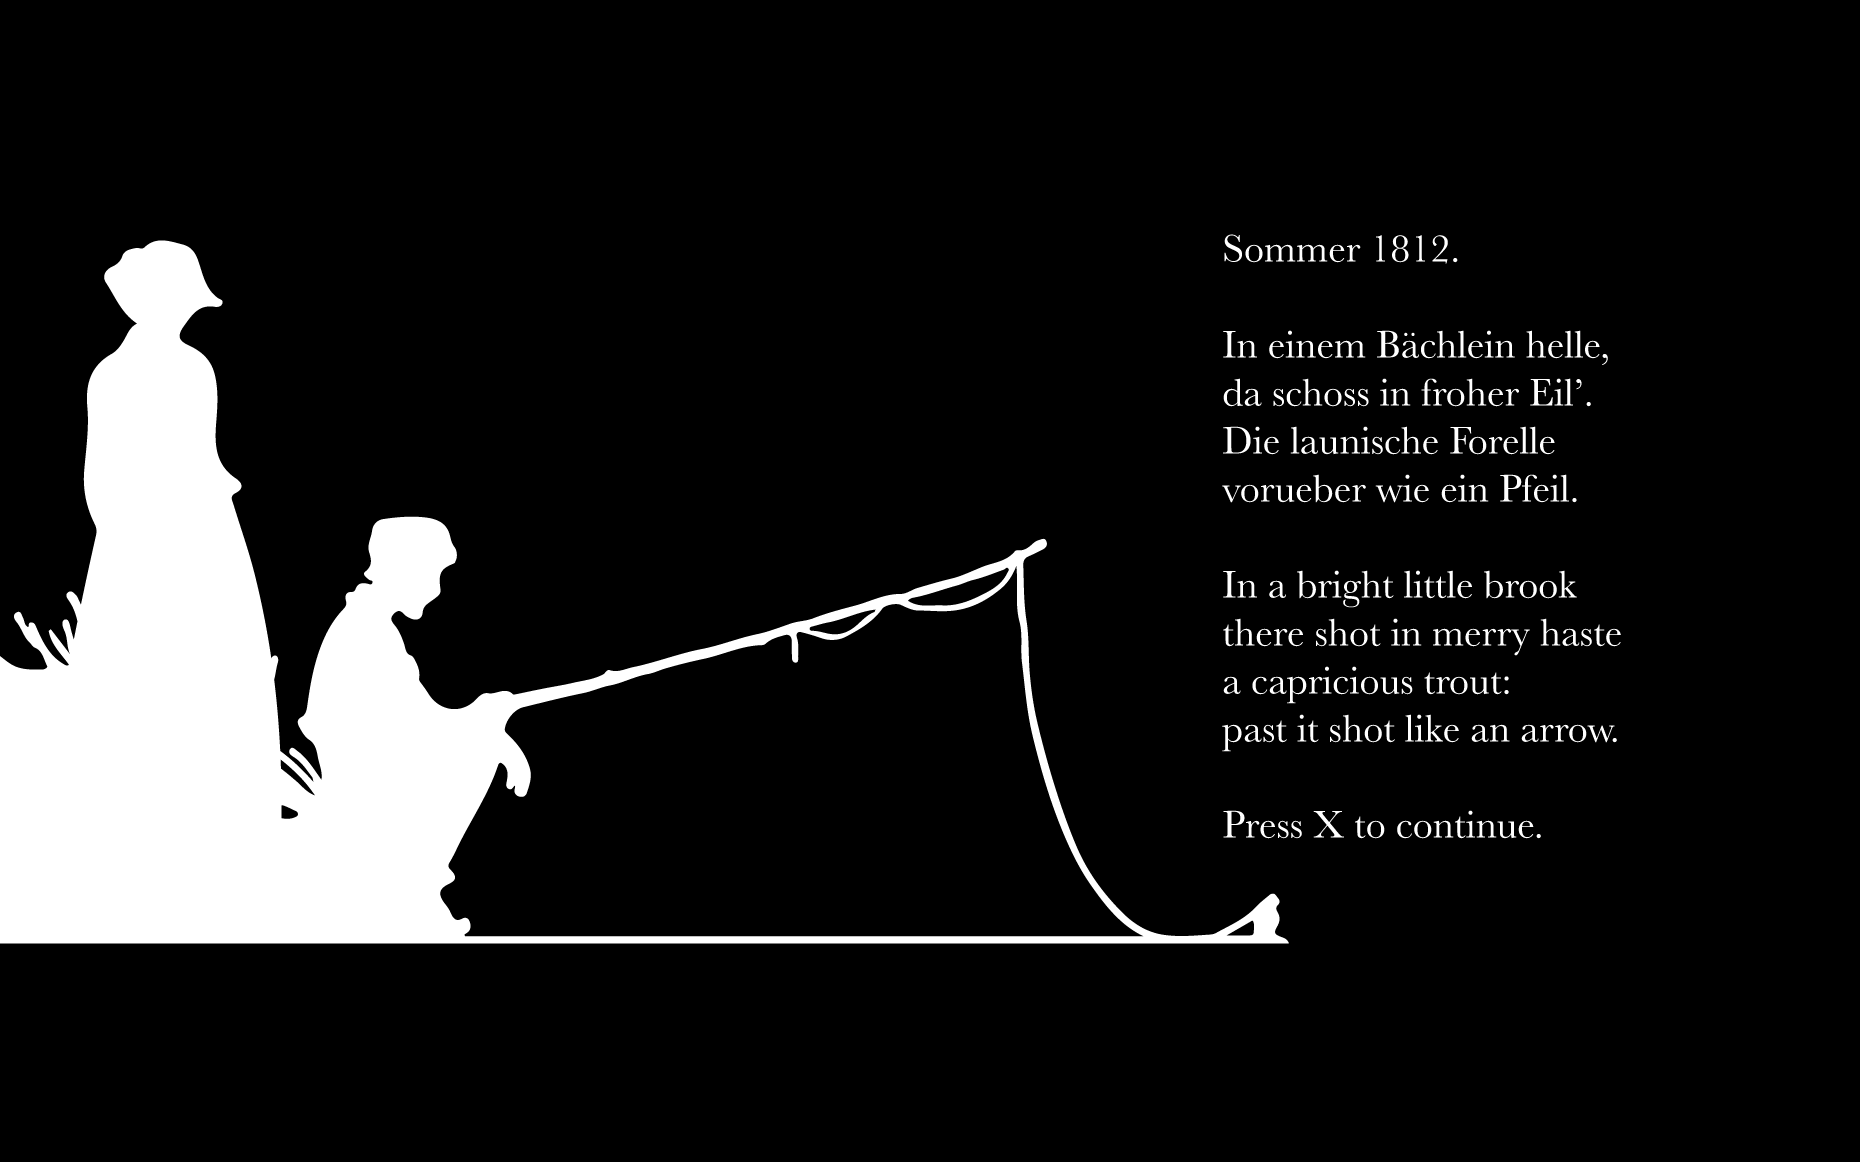 Sommer 1812.
In einem Bächlein helle,
da schoss in froher Eil’.
Die launische Forelle
vorueber wie ein Pfeil.
In a bright little brook
there shot in merry haste
a capricious trout:
past it shot like an arrow.
Press X to continue.